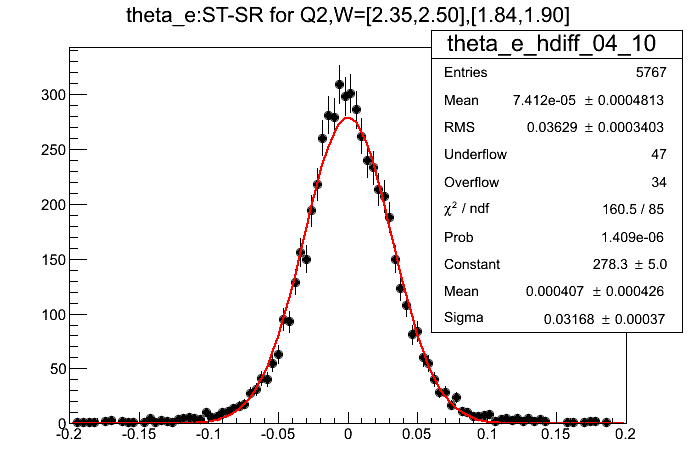 theta_e:ST-SR for Q2,W=[2.35,2.50],[1.84,1.90]
theta_e_hdiff_04_10
Entries 5767
Mean 7.412e-05 ± 0.0004813
RMS 0.03629 ± 0.0003403
Underflow 47
Overflow 34
χ² / ndf 160.5 / 85
Prob 1.409e-06
Constant 278.3 ± 5.0
Mean 0.000407 ± 0.000426
Sigma 0.03168 ± 0.00037
300
250
200
150
100
50
0
-0.2 -0.15 -0.1 -0.05 0 0.05 0.1 0.15 0.2